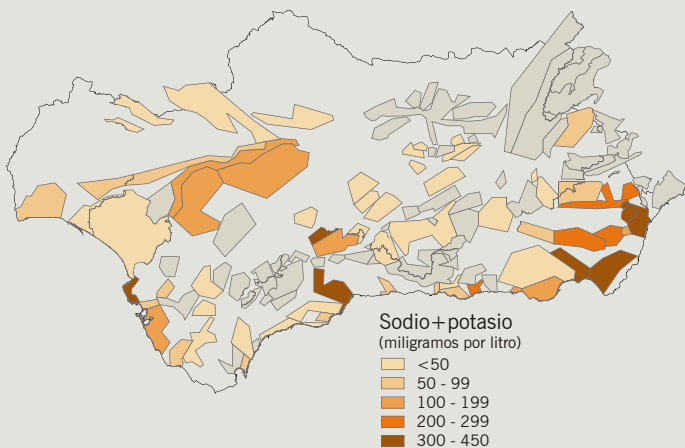 Sodio+potasio
(miligramos por litro)
<50
50 - 99
100 - 199
200 - 299
300 - 450